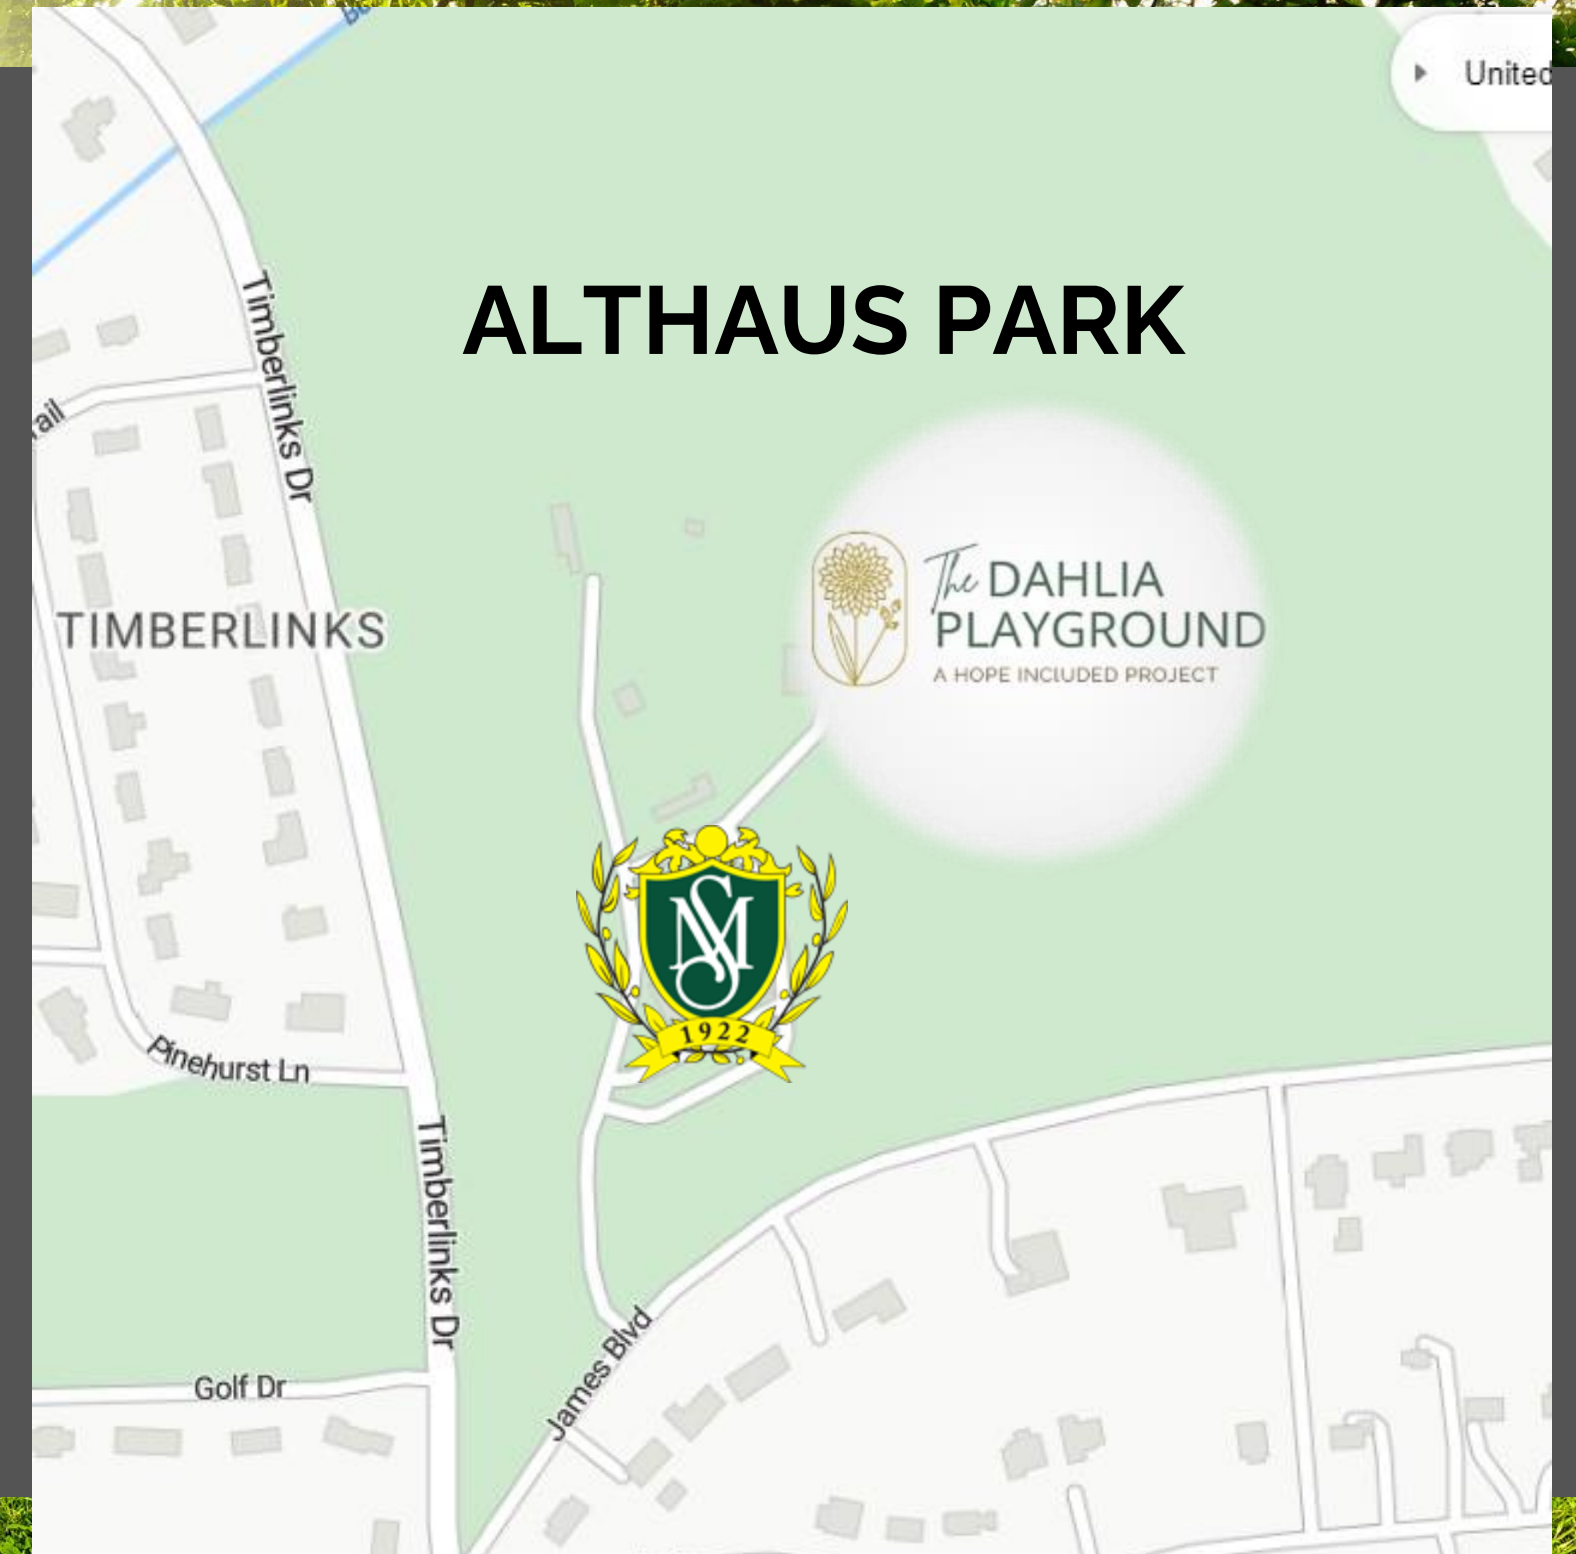 United
Timberlinks Dr
ALTHAUS PARK
TIMBERLINKS
The DAHLIA
PLAYGROUND
A HOPE INCLUDED PROJECT
SM
1922
Pinehurst Ln
Timberlinks Dr
James Blvd
Golf Dr